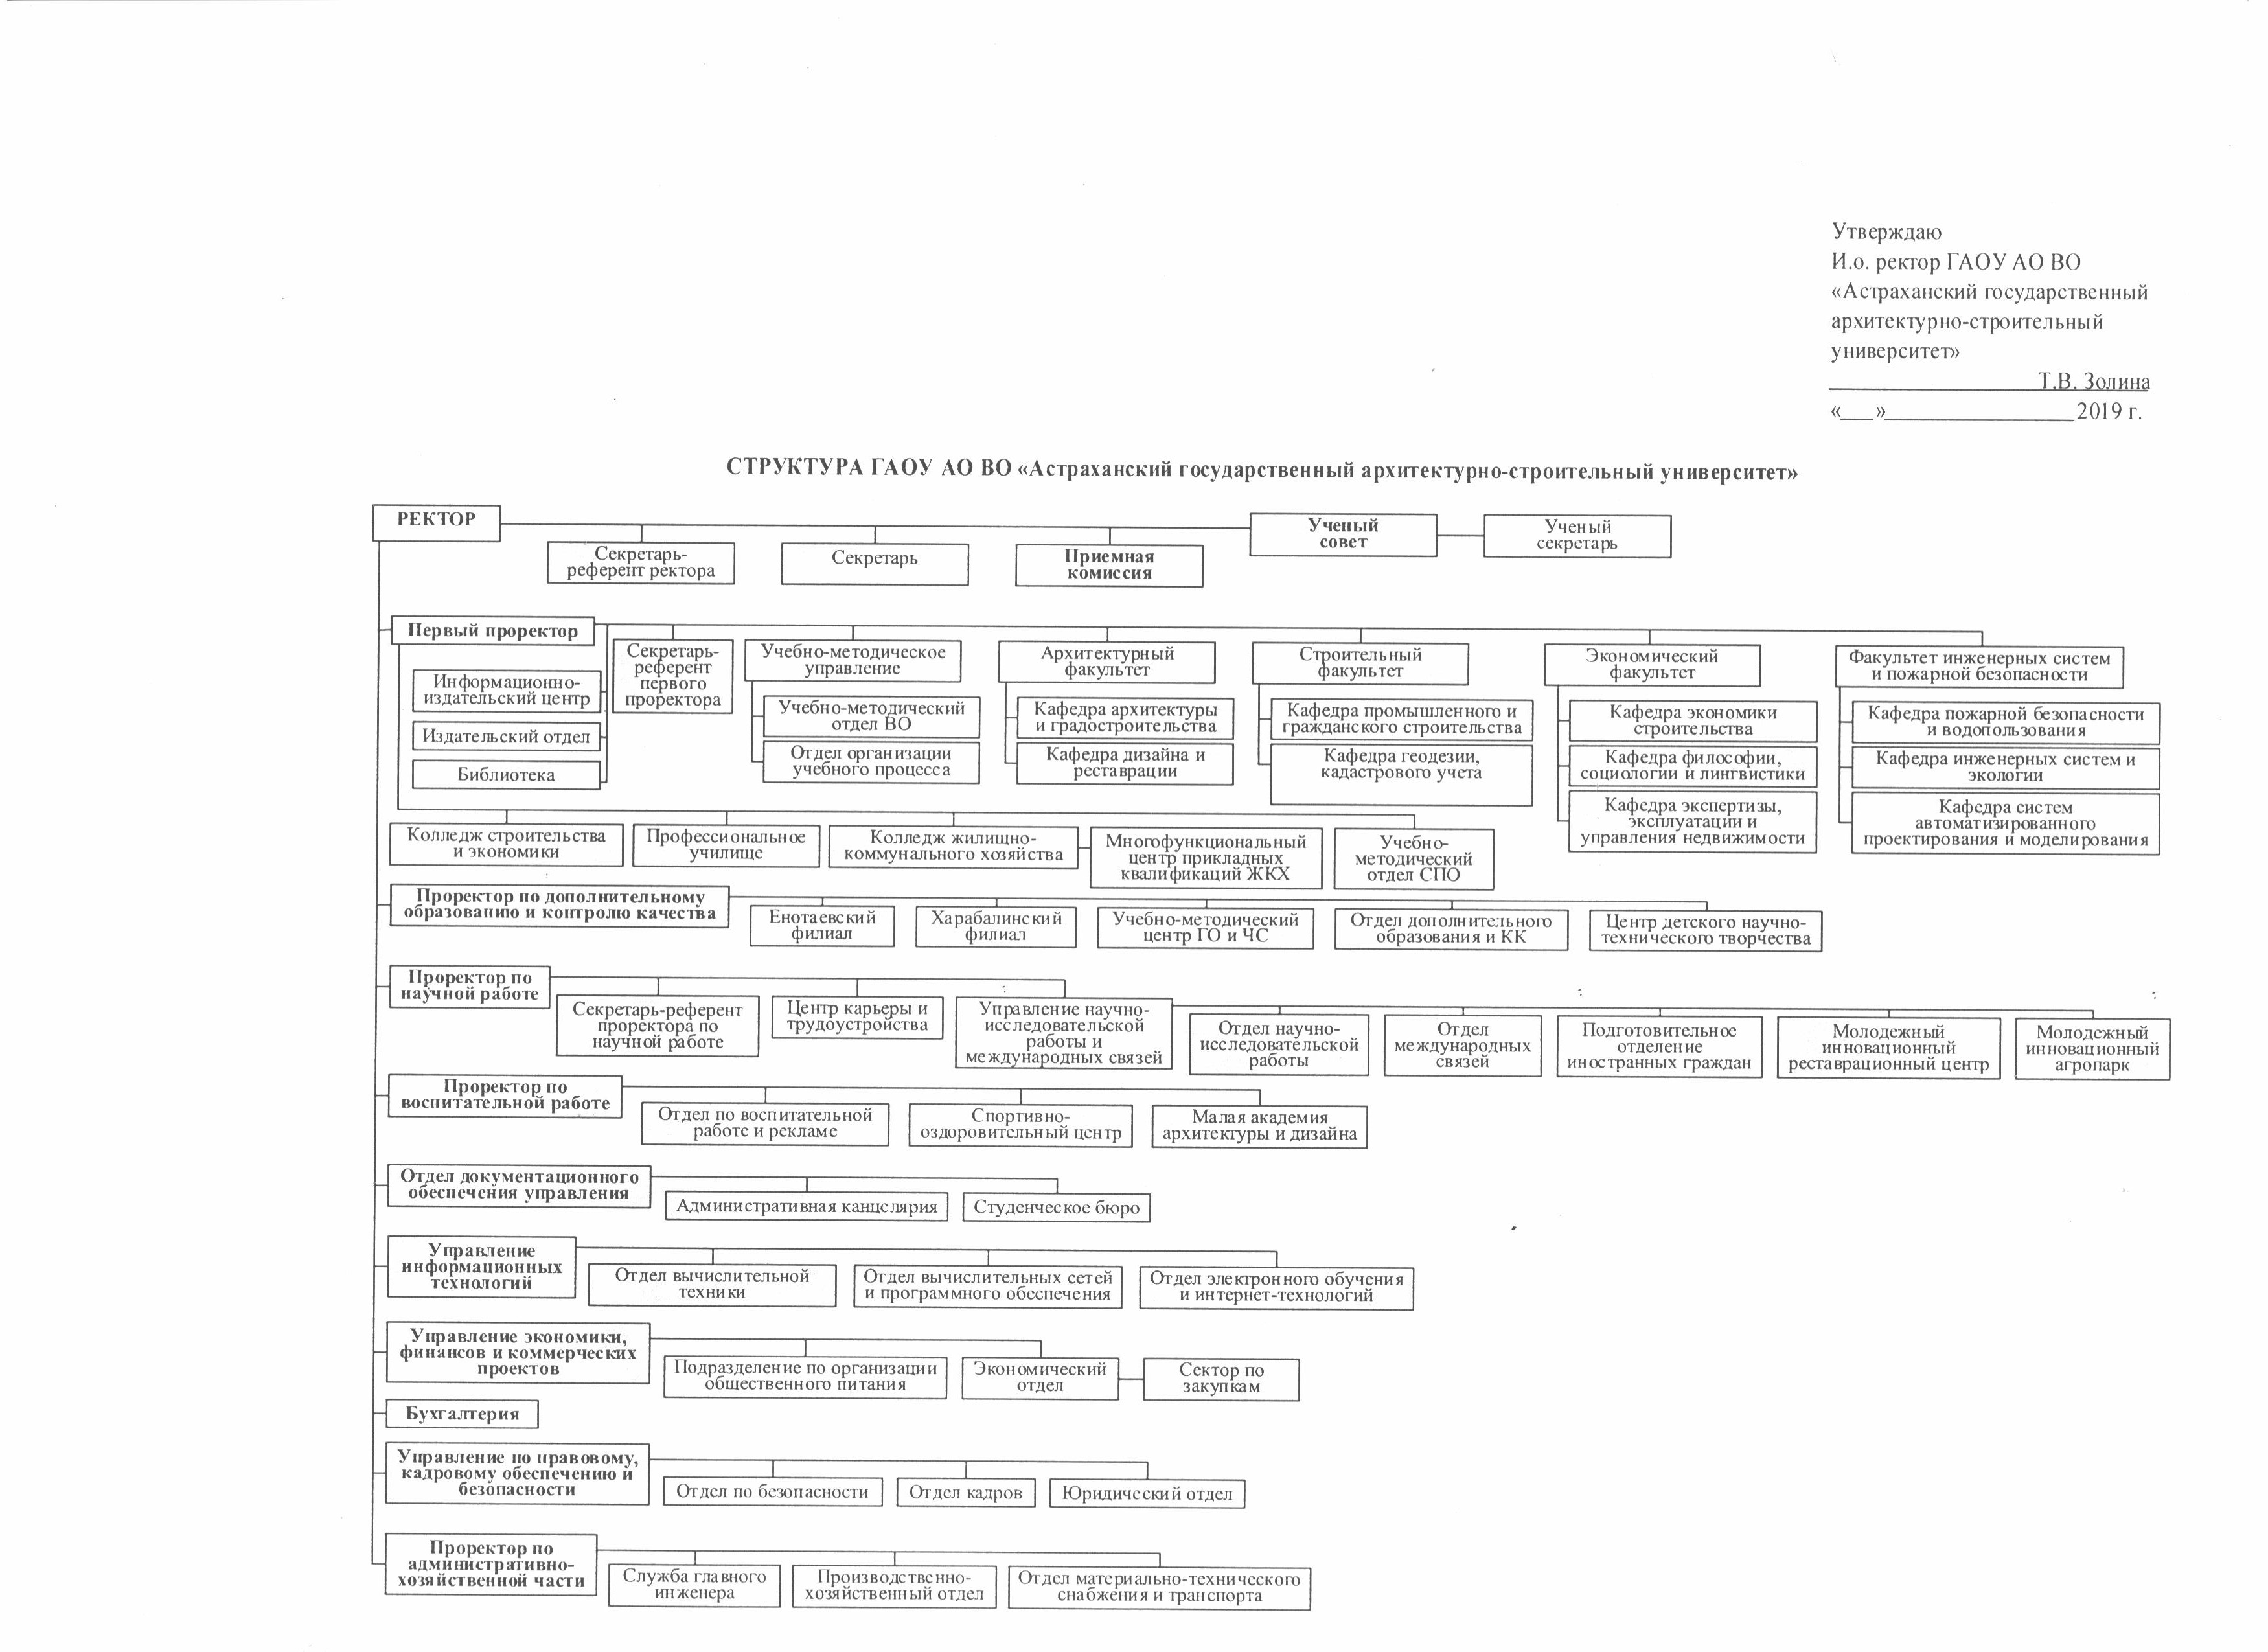 Утверждаю
И.о. ректор ГАОУ АО ВО
«Астраханский государственный
архитектурно-строительный
университет»
Т.В. Золина
«___»_________________2019 г.
СТРУКТУРА ГАОУ АО ВО «Астраханский государственный архитектурно-строительный университет»
РЕКТОР
Секретарь-
референт ректора
Секретарь
Приемная
комиссия
Ученый
совет
Ученый
секретарь
Первый проректор
Информационно-
издательский центр
Издательский отдел
Библиотека
Секретарь-
референт
первого
проректора
Учебно-методическое
управление
Учебно-методический
отдел ВО
Отдел организации
учебного процесса
Архитектурный
факультет
Кафедра архитектуры
и градостроительства
Кафедра дизайна и
реставрации
Строительный
факультет
Кафедра промышленного и
гражданского строительства
Кафедра геодезии,
кадастрового учета
Экономический
факультет
Кафедра экономики
строительства
Кафедра философии,
социологии и лингвистики
Кафедра экспертизы,
эксплуатации и
управления недвижимости
Факультет инженерных систем
и пожарной безопасности
Кафедра пожарной безопасности
и водопользования
Кафедра инженерных систем и
экологии
Кафедра систем
автоматизированного
проектирования и моделирования
Колледж строительства
и экономики
Профессиональное
училище
Колледж жилищно-
коммунального хозяйства
Многофункциональный
центр прикладных
квалификаций ЖКХ
Учебно-
методический
отдел СПО
Проректор по дополнительному
образованию и контролю качества
Енотаевский
филиал
Харабалинский
филиал
Учебно-методический
центр ГО и ЧС
Отдел дополнительного
образования и КК
Центр детского научно-
технического творчества
Проректор по
научной работе
Секретарь-референт
проректора по
научной работе
Центр карьеры и
трудоустройства
Управление научно-
исследовательской
работы и
международных связей
Отдел научно-
исследовательской
работы
Отдел
международных
связей
Подготовительное
отделение
иностранных граждан
Молодежный
инновационный
реставрационный центр
Молодежный
инновационный
агропарк
Проректор по
воспитательной работе
Отдел по воспитательной
работе и рекламе
Спортивно-
оздоровительный центр
Малая академия
архитектуры и дизайна
Отдел документационного
обеспечения управления
Административная канцелярия
Студенческое бюро
Управление
информационных
технологий
Отдел вычислительной
техники
Отдел вычислительных сетей
и программного обеспечения
Отдел электронного обучения
и интернет-технологий
Управление экономики,
финансов и коммерческих
проектов
Подразделение по организации
общественного питания
Экономический
отдел
Сектор по
закупкам
Бухгалтерия
Управление по правовому,
кадровому обеспечению и
безопасности
Отдел по безопасности
Отдел кадров
Юридический отдел
Проректор по
административно-
хозяйственной части
Служба главного
инженера
Производственно-
хозяйственный отдел
Отдел материально-технического
снабжения и транспорта